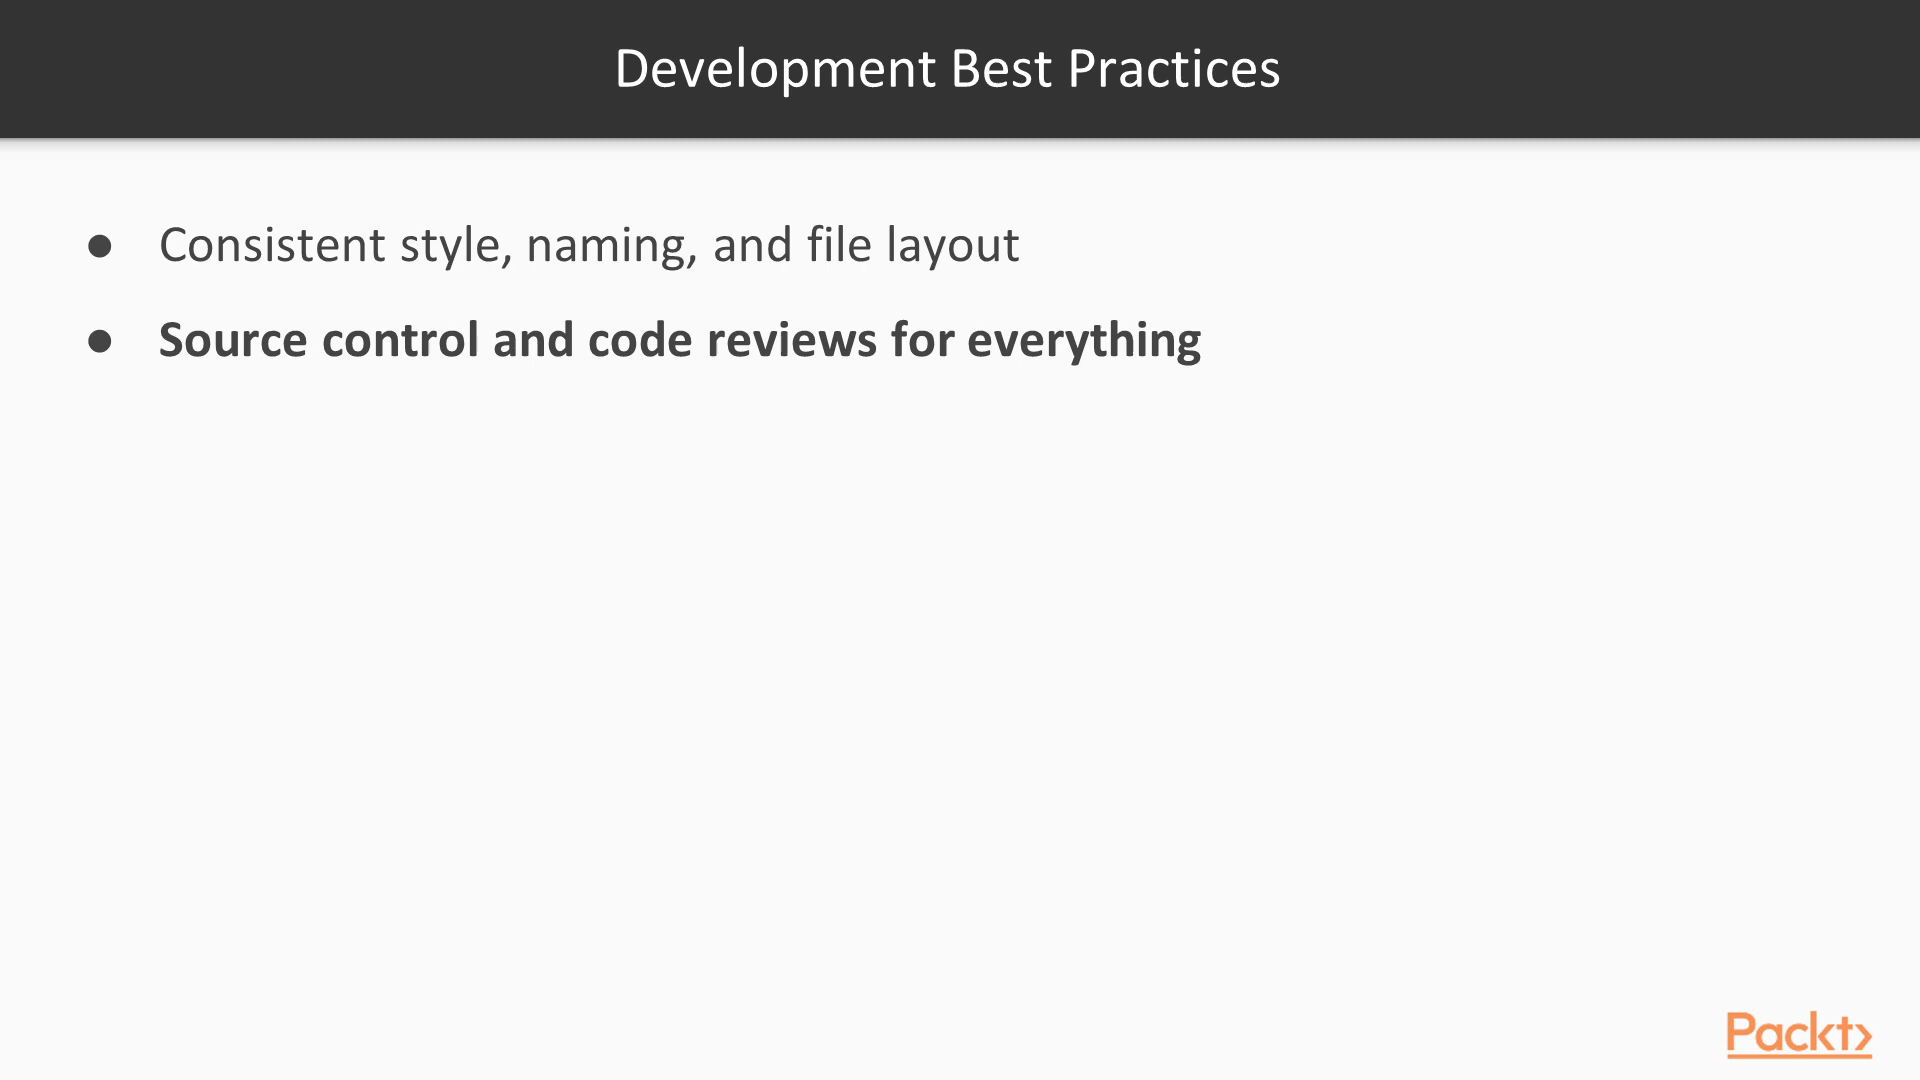 Development Best Practices
● Consistent style, naming, and file layout
● Source control and code reviews for everything
Packt>